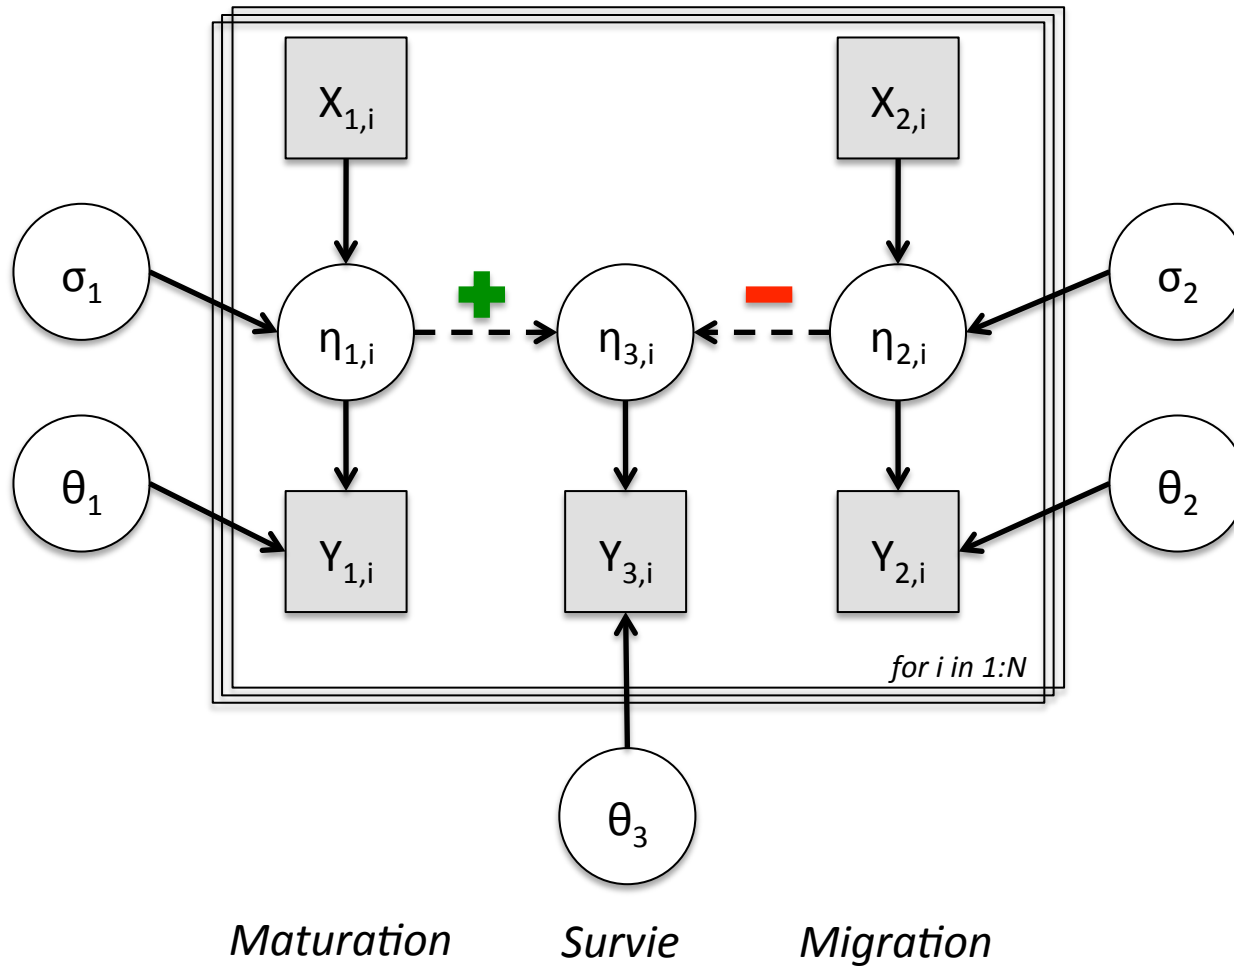 X1,i
X2,i
σ1
σ2
η1,i
η3,i
η2,i
θ1
θ2
Y1,i
Y3,i
Y2,i
for i in 1:N
θ3
Maturation
Survie
Migration